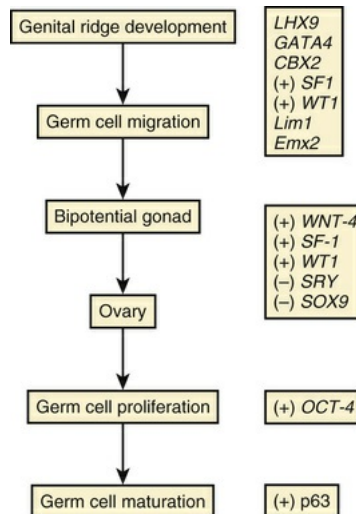 Genital ridge development
LHX9
GATA4
CBX2
(+) SF1
(+) WT1
Lim1
Emx2
Germ cell migration
Bipotential gonad
(+) WNT-4
(+) SF-1
(+) WT1
(–) SRY
(–) SOX9
Ovary
Germ cell proliferation
(+) OCT-4
Germ cell maturation
(+) p63